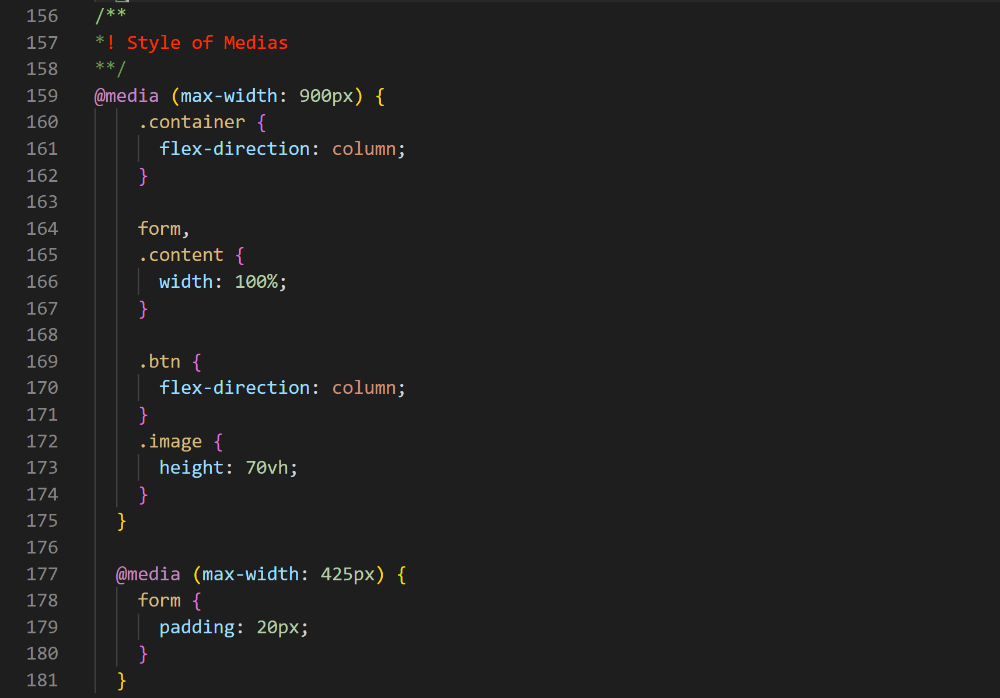 156 /**
157 *! Style of Medias
158 **/
159 @media (max-width: 900px) {
160 .container {
161 flex-direction: column;
162 }
163
164 form,
165 .content {
166 width: 100%;
167 }
168
169 .btn {
170 flex-direction: column;
171 }
172 .image {
173 height: 70vh;
174 }
175 }
176
177 @media (max-width: 425px) {
178 form {
179 padding: 20px;
180 }
181 }